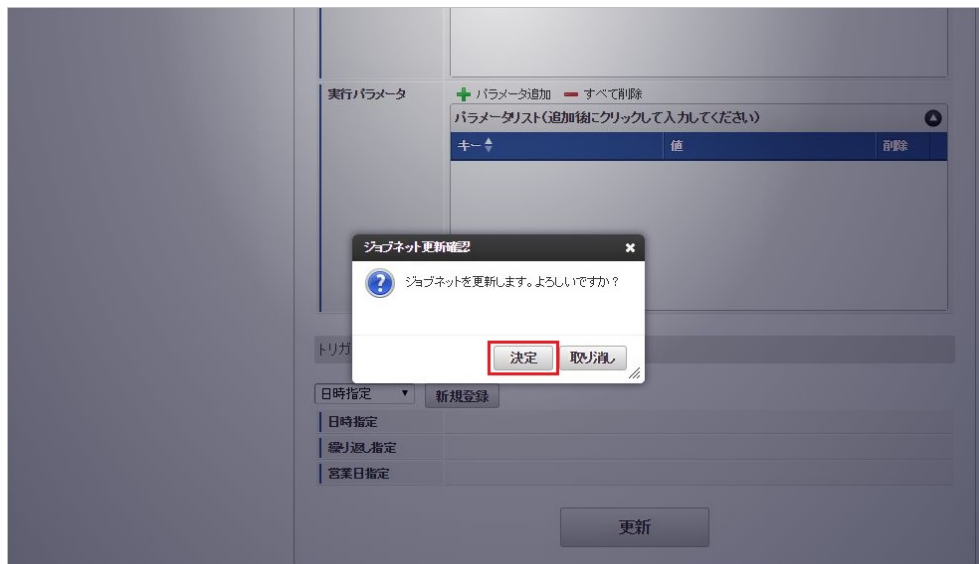 実行パラメータ
パラメータ追加 すべて削除
パラメータリスト(追加後にクリックして入力してください)
キー 値 削除
ジョブネット更新確認
ジョブネットを更新します。よろしいですか?
決定 取り消し
トリガ
日時指定 新規登録
日時指定
繰り返し指定
営業日指定
更新